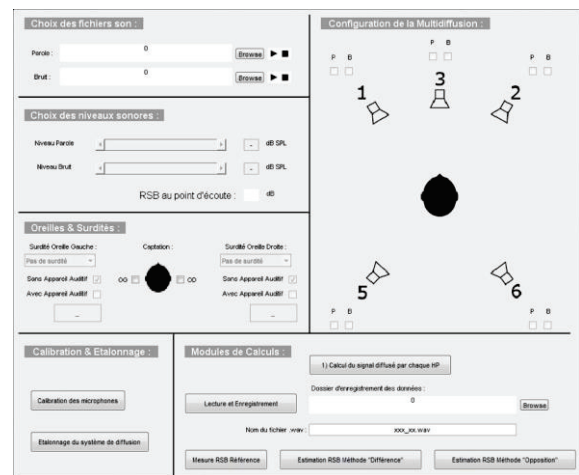 Choix des fichiers son :
Parole :
0
Browse
Bruit :
0
Browse
Choix des niveaux sonores :
Niveau Parole
-
dB SPL
Niveau Bruit
-
dB SPL
RSB au point d'écoute :
dB
Oreilles & Surdités :
Surdité Oreille Gauche :
Captation :
Surdité Oreille Droite :
Pas de surdité
Pas de surdité
Sans Appareil Auditif
Sans Appareil Auditif
Avec Appareil Auditif
Avec Appareil Auditif
...
...
Configuration de la Multidiffusion :
P B
P B
P B
1
3
2
5
6
P B
P B
Calibration & Etalonnage :
Calibration des microphones
Etalonnage du système de diffusion
Modules de Calculs :
1) Calcul du signal diffusé par chaque HP
Dossier d'enregistrement des données :
Lecture et Enregistrement
0
Browse
Nom du fichier .wav :
xxx_xx.wav
Mesure RSB Référence
Estimation RSB Méthode "Différence"
Estimation RSB Méthode "Opposition"